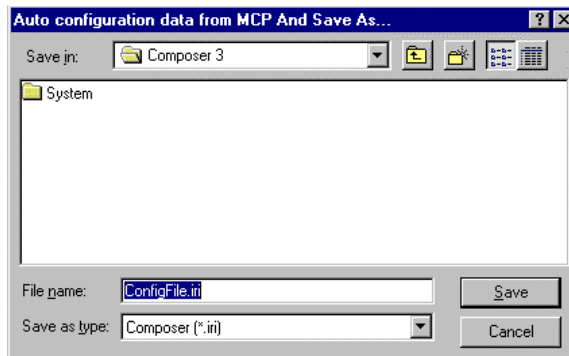 Auto configuration data from MCP And Save As...
Save in: Composer 3
System
File name: ConfigFile.iri Save
Save as type: Composer (*.iri) Cancel